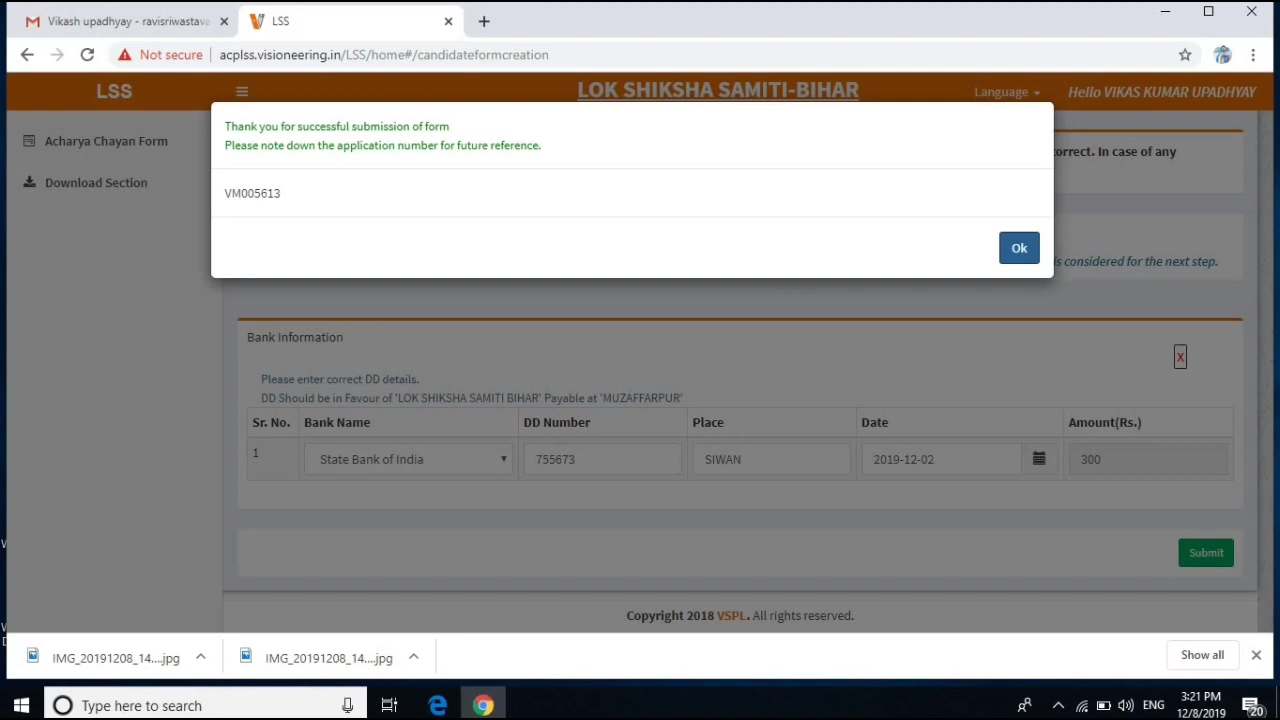 Vikash upadhyay - ravisriwastava
LSS
Not secure
acplss.visioneering.in/LSS/home#/candidateformcreation
LSS
LOK SHIKSHA SAMITI-BIHAR
Language
Hello VIKAS KUMAR UPADHYAY
Acharya Chayan Form
Download Section
Thank you for successful submission of form
Please note down the application number for future reference.
VM005613
Ok
orrect. In case of any
is considered for the next step.
Bank Information
X
Please enter correct DD details.
DD Should be in Favour of 'LOK SHIKSHA SAMITI BIHAR' Payable at 'MUZAFFARPUR'
Sr. No. Bank Name DD Number Place Date Amount(Rs.)
1 State Bank of India 755673 SIWAN 2019-12-02 300
Submit
Copyright 2018 VSPL. All rights reserved.
IMG_20191208_14....jpg
IMG_20191208_14....jpg
Show all
Type here to search
ENG
3:21 PM
12/8/2019
20